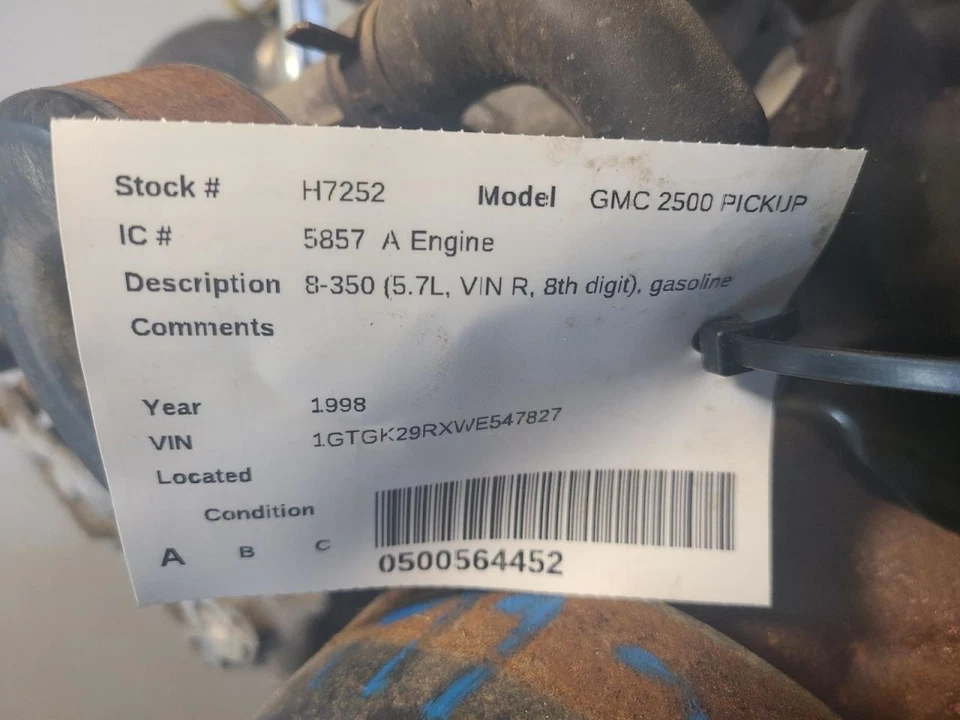 Stock # H7252 Model GMC 2500 PICKUP
IC # 5857 A Engine
Description 8-350 (5.7L, VIN R, 8th digit), gasoline
Comments
Year 1998
VIN 1GTGK29RXWE547827
Located
Condition
A B C
0500564452